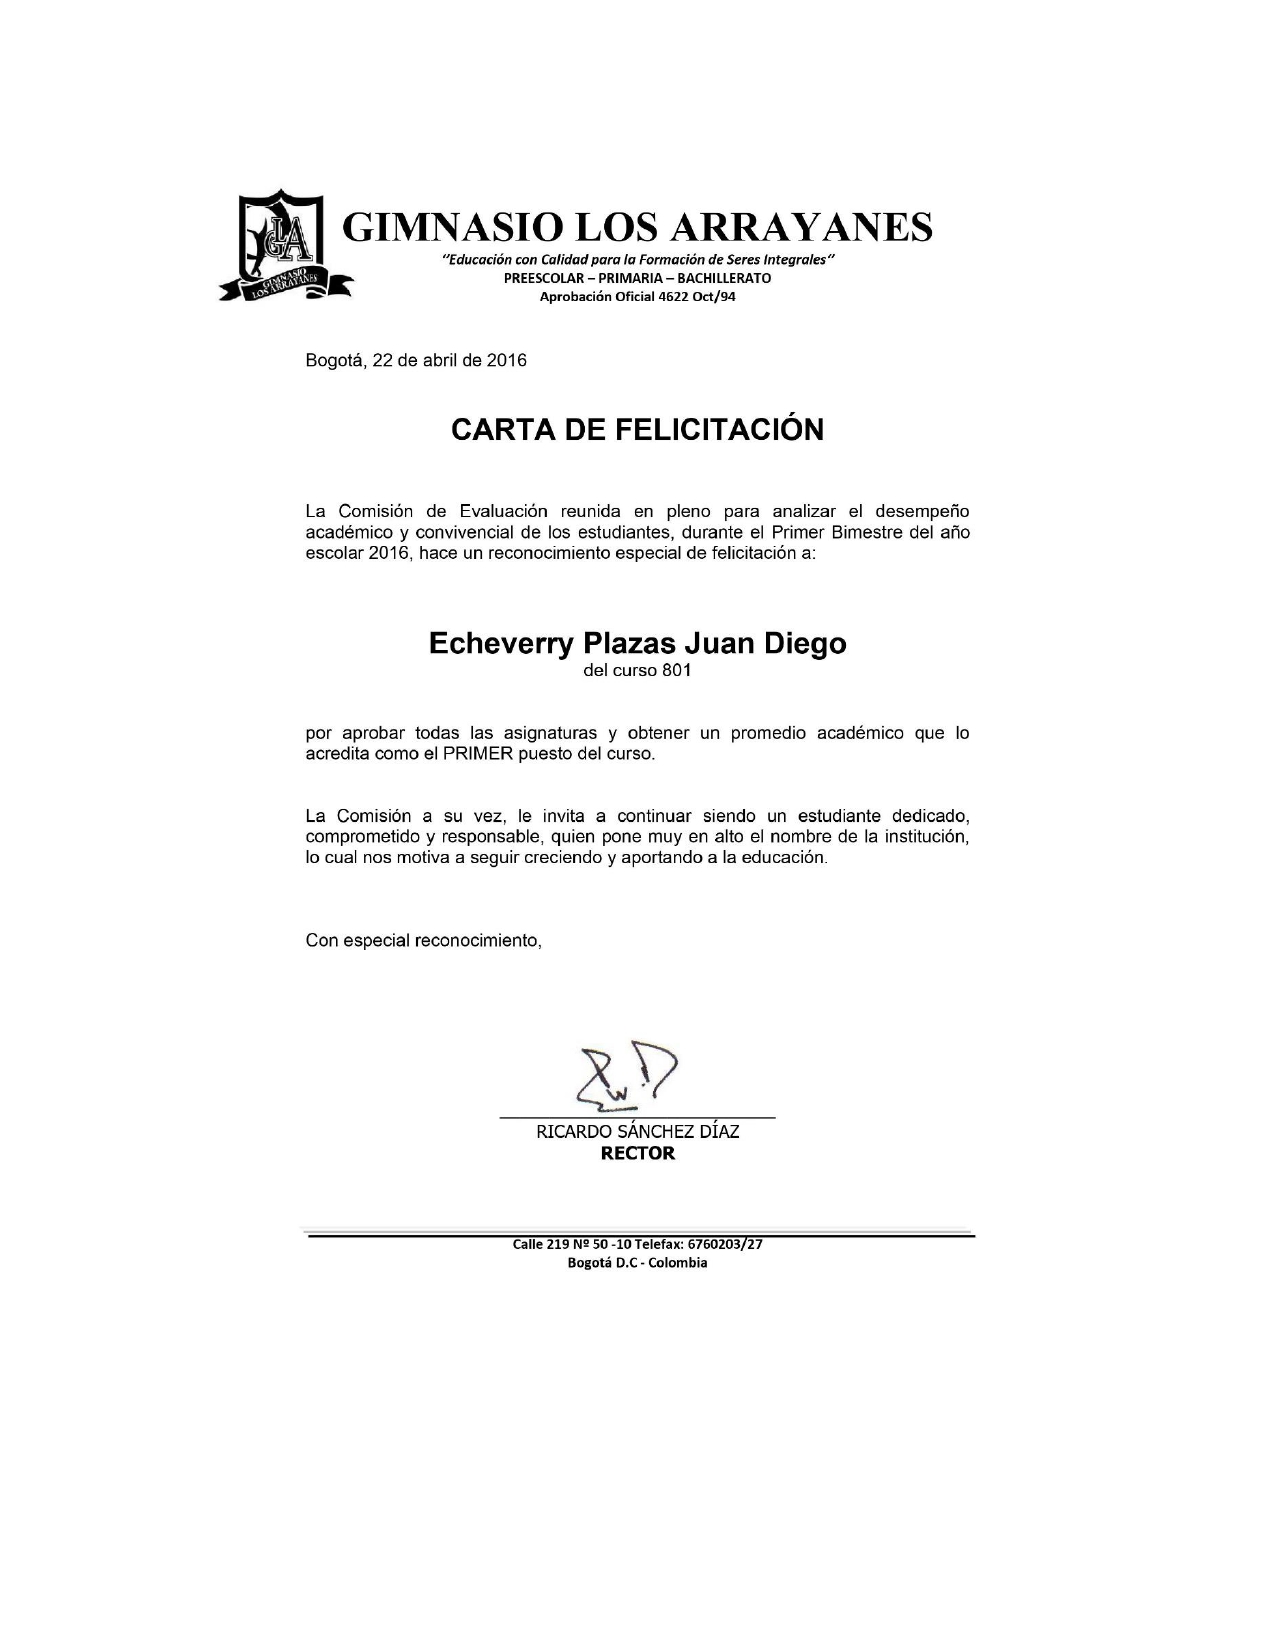 GIMNASIO LOS ARRAYANES
"Educación con Calidad para la Formación de Seres Integrales"
PREESCOLAR – PRIMARIA – BACHILLERATO
Aprobación Oficial 4622 Oct/94
GLA
GIMNASIO
LOS ARRAYANES
Bogotá, 22 de abril de 2016
CARTA DE FELICITACIÓN
La Comisión de Evaluación reunida en pleno para analizar el desempeño
académico y convivencial de los estudiantes, durante el Primer Bimestre del año
escolar 2016, hace un reconocimiento especial de felicitación a:
Echeverry Plazas Juan Diego
del curso 801
por aprobar todas las asignaturas y obtener un promedio académico que lo
acredita como el PRIMER puesto del curso.
La Comisión a su vez, le invita a continuar siendo un estudiante dedicado,
comprometido y responsable, quien pone muy en alto el nombre de la institución,
lo cual nos motiva a seguir creciendo y aportando a la educación.
Con especial reconocimiento,
RICARDO SÁNCHEZ DÍAZ
RECTOR
Calle 219 Nº 50 -10 Telefax: 6760203/27
Bogotá D.C - Colombia